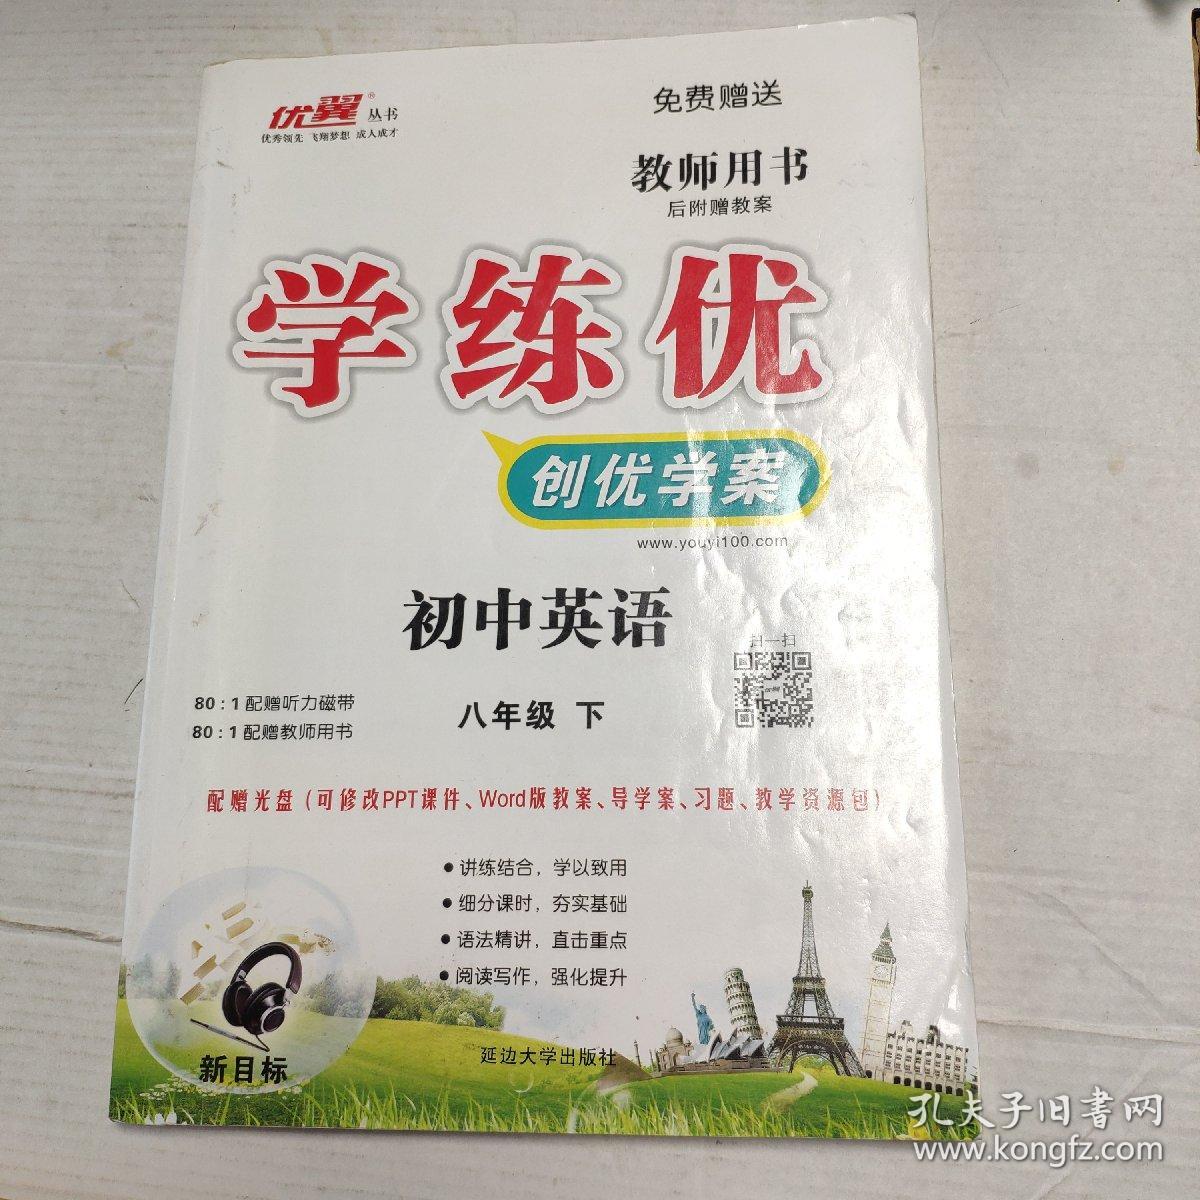 优翼® 丛书
优秀领先 飞翔梦想 成人成才
免费赠送
教师用书
后附赠教案
学练优
创优学案
www.youyi100.com
初中英语
扫一扫
80:1配赠听力磁带
80:1配赠教师用书
八年级 下
配赠光盘(可修改PPT课件、Word版教案、导学案、习题、教学资源包)
●讲练结合，学以致用
●细分课时，夯实基础
●语法精讲，直击重点
●阅读写作，强化提升
新目标
延边大学出版社
孔夫子旧書网
www.kongfz.com